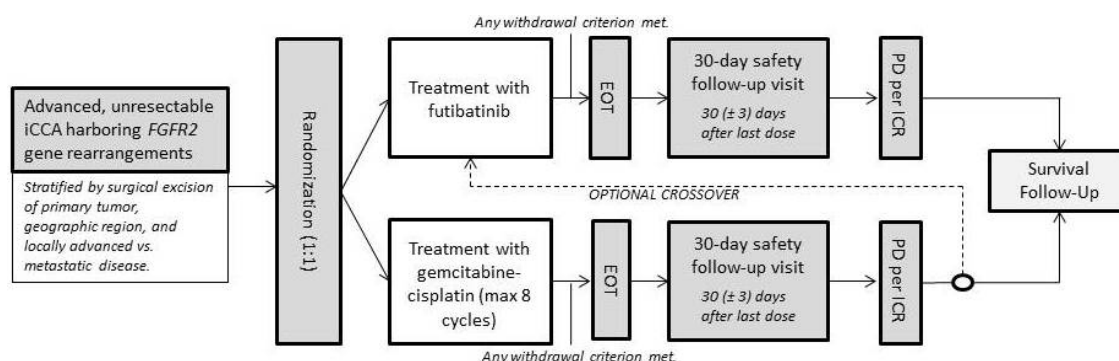 Advanced, unresectable
iCCA harboring FGFR2
gene rearrangements
Stratified by surgical excision
of primary tumor,
geographic region, and
locally advanced vs.
metastatic disease.
Randomization (1:1)
Any withdrawal criterion met.
Treatment with
futibatinib
EOT
30-day safety
follow-up visit
30 (± 3) days
after last dose
PD per ICR
OPTIONAL CROSSOVER
Treatment with
gemcitabine-
cisplatin (max 8
cycles)
Any withdrawal criterion met.
EOT
30-day safety
follow-up visit
30 (± 3) days
after last dose
PD per ICR
Survival
Follow-Up